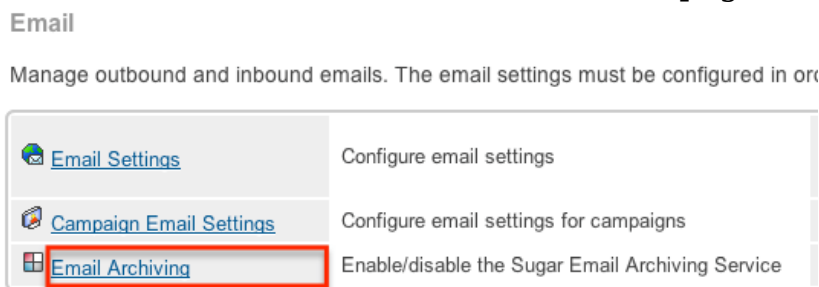 Email
Manage outbound and inbound emails. The email settings must be configured in
Email Settings Configure email settings
Campaign Email Settings Configure email settings for campaigns
Email Archiving Enable/disable the Sugar Email Archiving Service